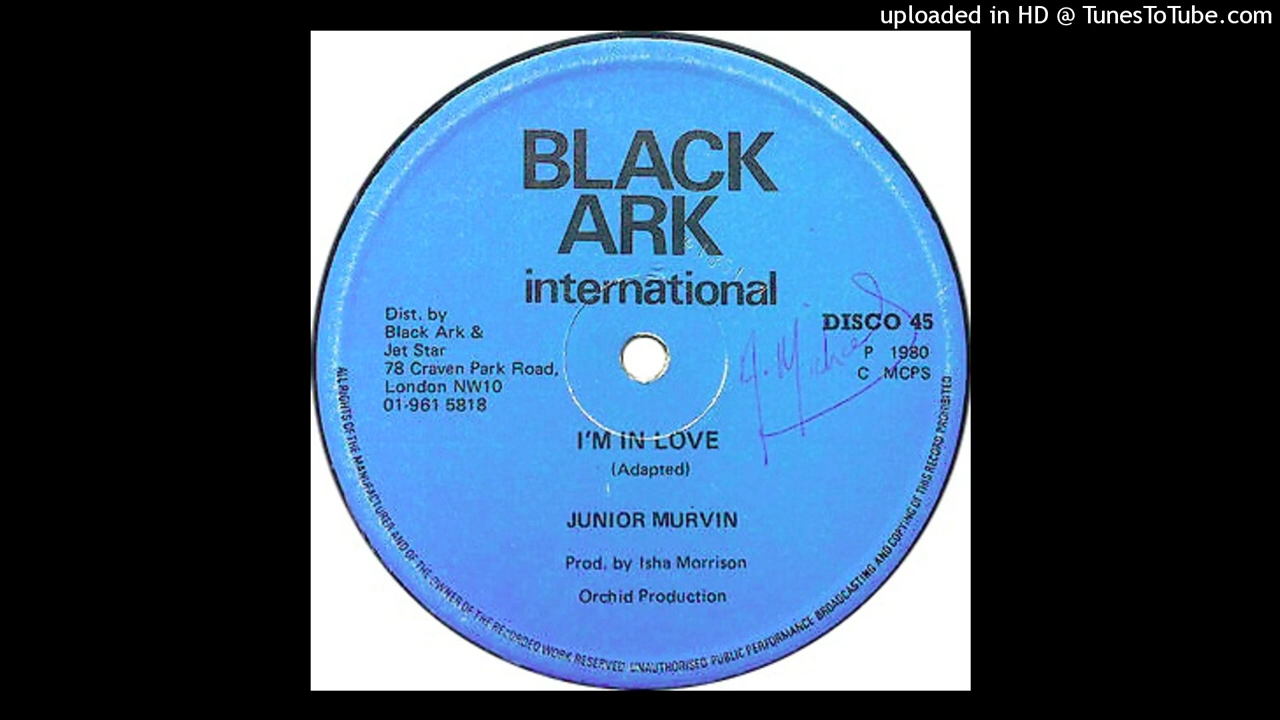 uploaded in HD @ TunesToTube.com
BLACK
ARK
international
Dist. by
Black Ark &
Jet Star
78 Craven Park Road,
London NW10
01-961 5818
DISCO 45
P 1980
C MCPS
I'M IN LOVE
(Adapted)
JUNIOR MURVIN
Prod. by Isha Morrison
Orchid Production
ALL RIGHTS OF THE MANUFACTURER AND OF THE OWNER OF THE RECORDED WORK RESERVED UNAUTHORISED PUBLIC PERFORMANCE BROADCASTING AND COPYING OF THIS RECORD PROHIBITED